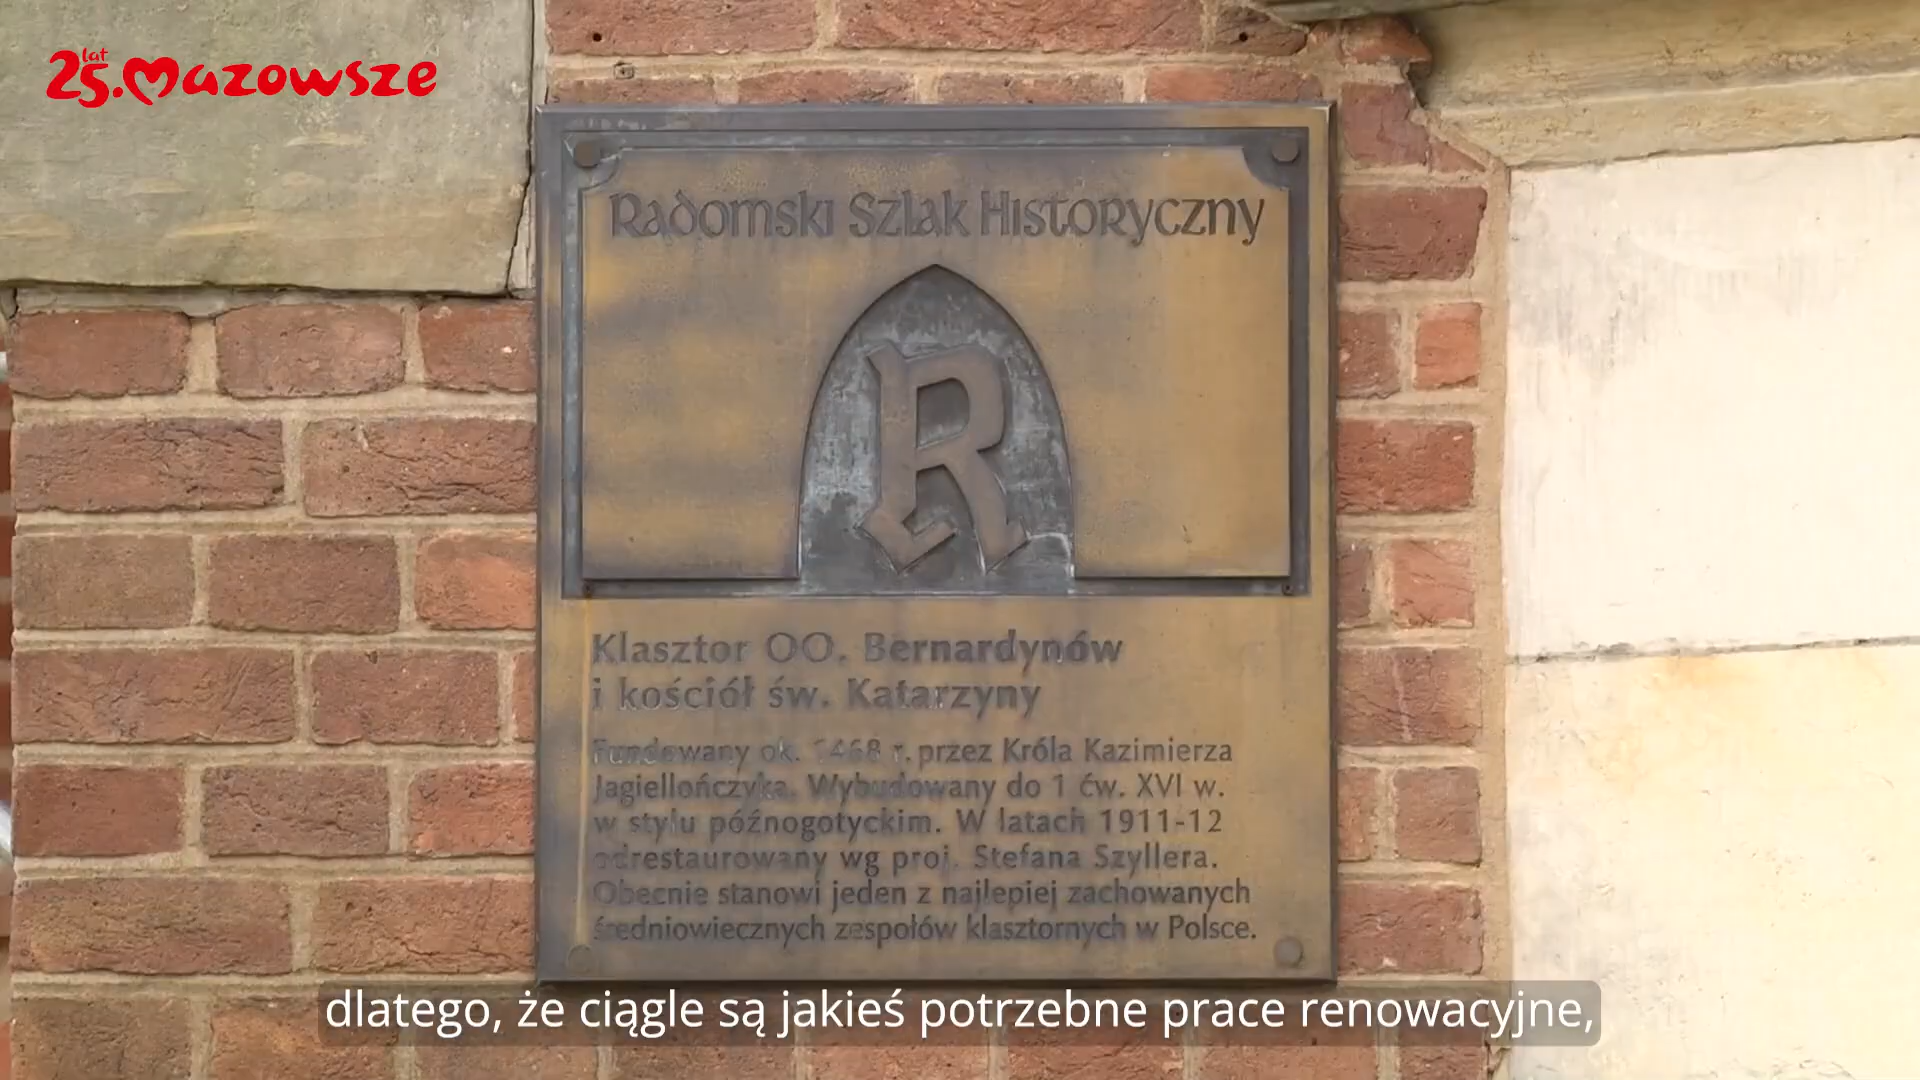 25 lat. Mazowsze
Radomski Szlak Historyczny
R
Klasztor OO. Bernardynów
i kościół św. Katarzyny
Fundowany ok. 1468 r. przez Króla Kazimierza
Jagiellończyka. Wybudowany do 1 ćw. XVI w.
w stylu późnogotyckim. W latach 1911-12
odrestaurowany wg proj. Stefana Szyllera.
Obecnie stanowi jeden z najlepiej zachowanych
średniowiecznych zespołów klasztornych w Polsce.
dlatego, że ciągle są jakieś potrzebne prace renowacyjne,